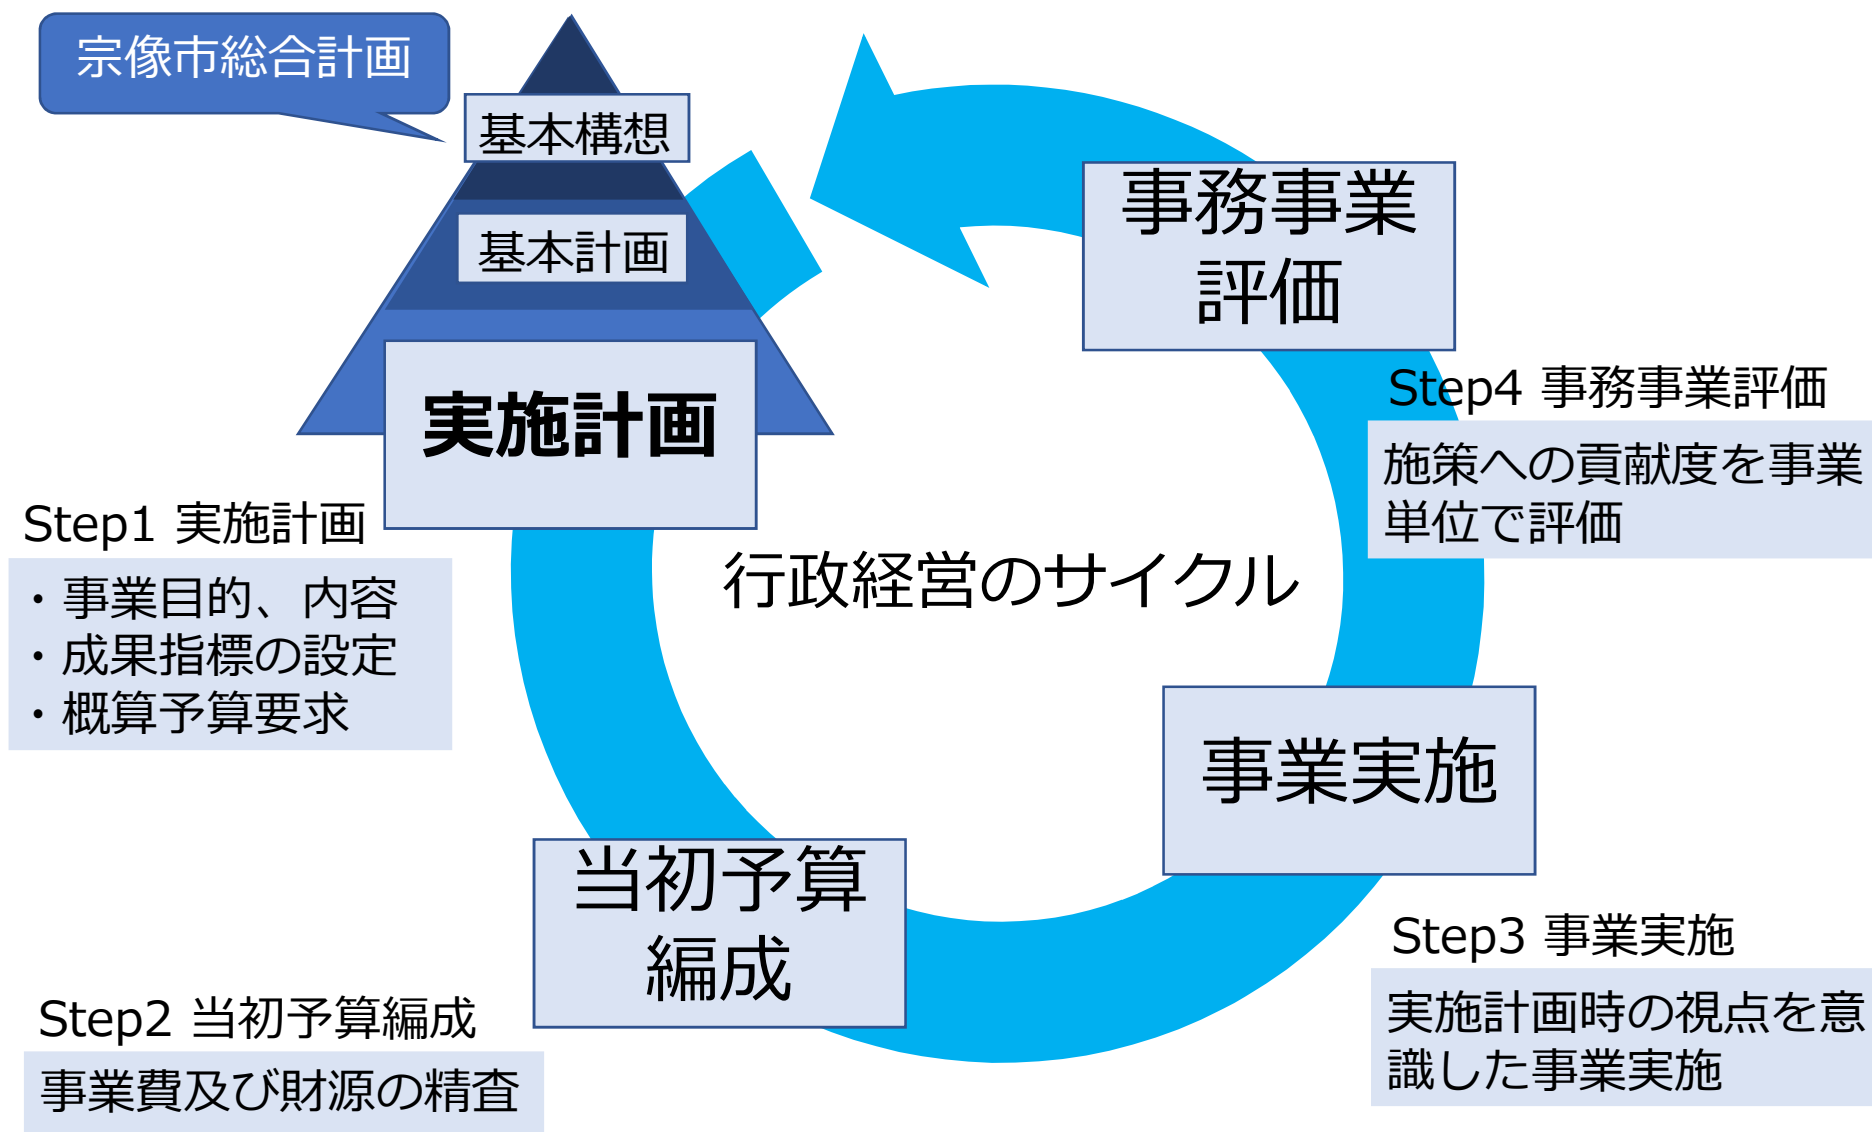 宗像市総合計画
基本構想
基本計画
実施計画
Step1 実施計画
・事業目的、内容
・成果指標の設定
・概算予算要求
当初予算
編成
Step2 当初予算編成
事業費及び財源の精査
行政経営のサイクル
事業実施
Step3 事業実施
実施計画時の視点を意
識した事業実施
事務事業
評価
Step4 事務事業評価
施策への貢献度を事業
単位で評価